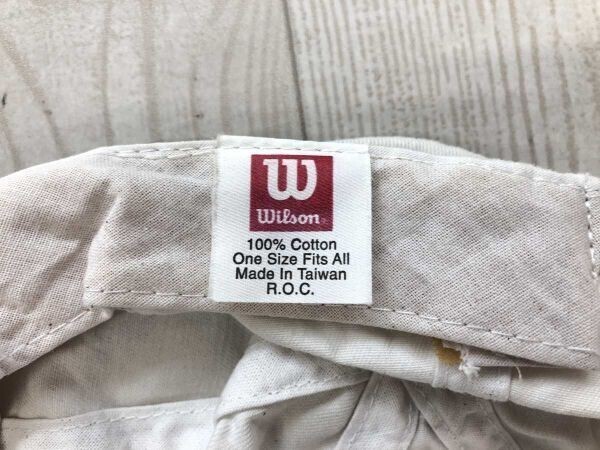 W
Wilson
100% Cotton
One Size Fits All
Made In Taiwan
R.O.C.